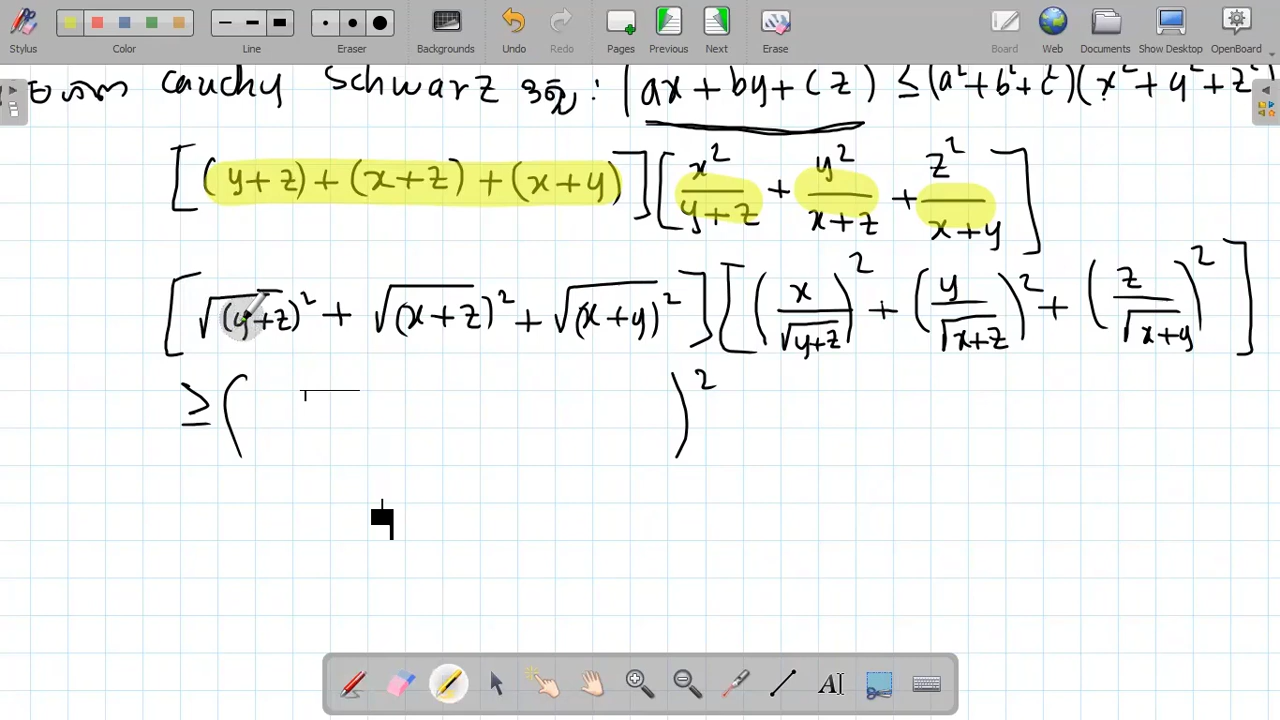 Stylus Color Line Eraser Backgrounds Undo Redo Pages Previous Next Erase Board Web Documents Show Desktop OpenBoard
Cauchy Schwarz : (ax+by+cz) ≤ (a²+b²+c²)(x²+y²+z²)
[(y+z)+(x+z)+(x+y)][x²/(y+z) + y²/(x+z) + z²/(x+y)]
[√(y+z)² + √(x+z)² + √(x+y)²][(x/√(y+z))² + (y/√(x+z))² + (z/√(x+y))²]
≥ ( )²